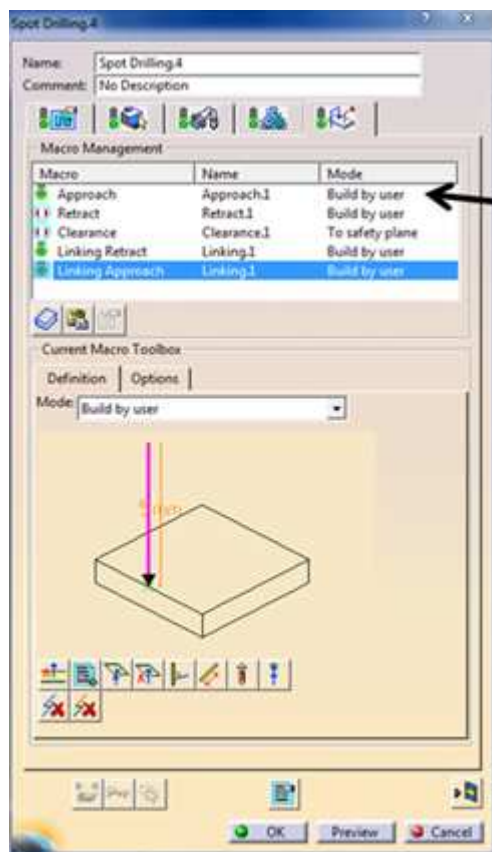 Spot Drilling.4
Name: Spot Drilling.4
Comment: No Description
Macro Management
Macro Name Mode
Approach Approach.1 Build by user
Retract Retract.1 Build by user
Clearance Clearance.1 To safety plane
Linking Retract Linking.1 Build by user
Linking Approach Linking.1 Build by user
Current Macro Toolbox
Definition Options
Mode: Build by user
OK Preview Cancel